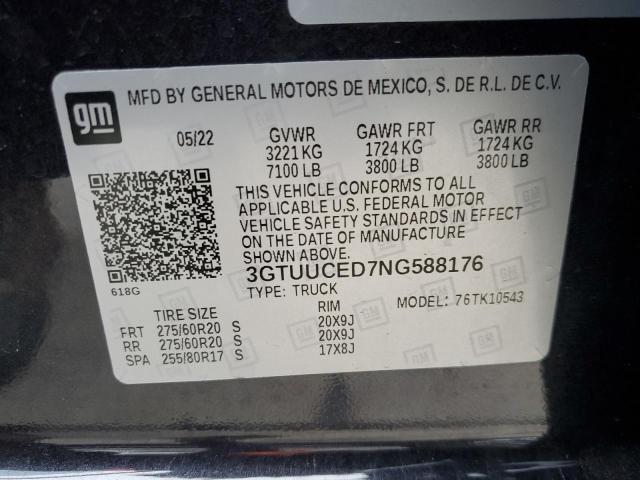 gm
MFD BY GENERAL MOTORS DE MEXICO, S. DE R.L. DE C.V.
05/22 GVWR GAWR FRT GAWR RR
3221 KG 1724 KG 1724 KG
7100 LB 3800 LB 3800 LB
THIS VEHICLE CONFORMS TO ALL
APPLICABLE U.S. FEDERAL MOTOR
VEHICLE SAFETY STANDARDS IN EFFECT ON
THE DATE OF MANUFACTURE
SHOWN ABOVE.
3GTUUCED7NG588176
618G TYPE: TRUCK MODEL: 76TK10543
TIRE SIZE RIM
FRT 275/60R20 S 20X9J
RR 275/60R20 S 20X9J
SPA 255/80R17 S 17X8J